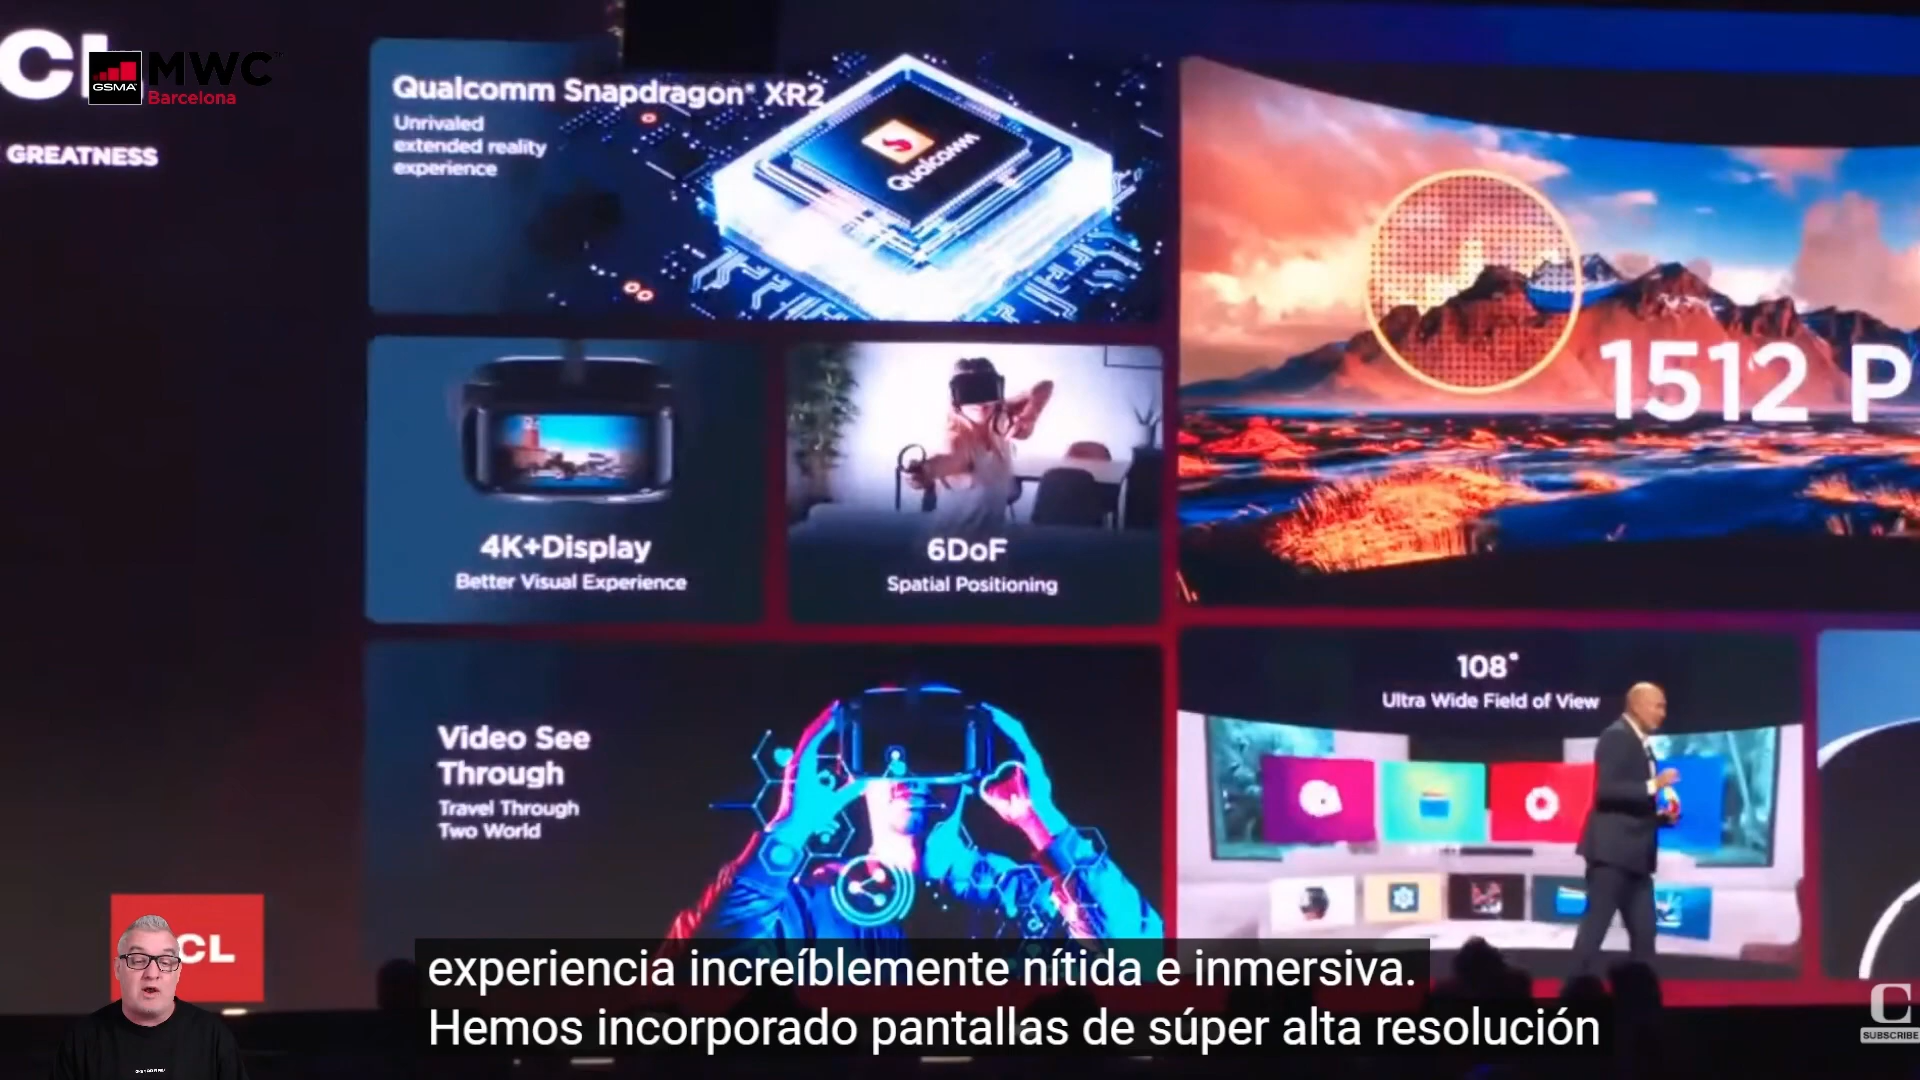 CL
GSMA
MWC
Barcelona
GREATNESS
Qualcomm Snapdragon® XR2
Unrivaled
extended reality
experience
Qualcomm
1512 P
4K+Display
Better Visual Experience
6DoF
Spatial Positioning
108°
Ultra Wide Field of View
Video See
Through
Travel Through
Two World
CL
experiencia increíblemente nítida e inmersiva.
Hemos incorporado pantallas de súper alta resolución
C
SUBSCRIBE